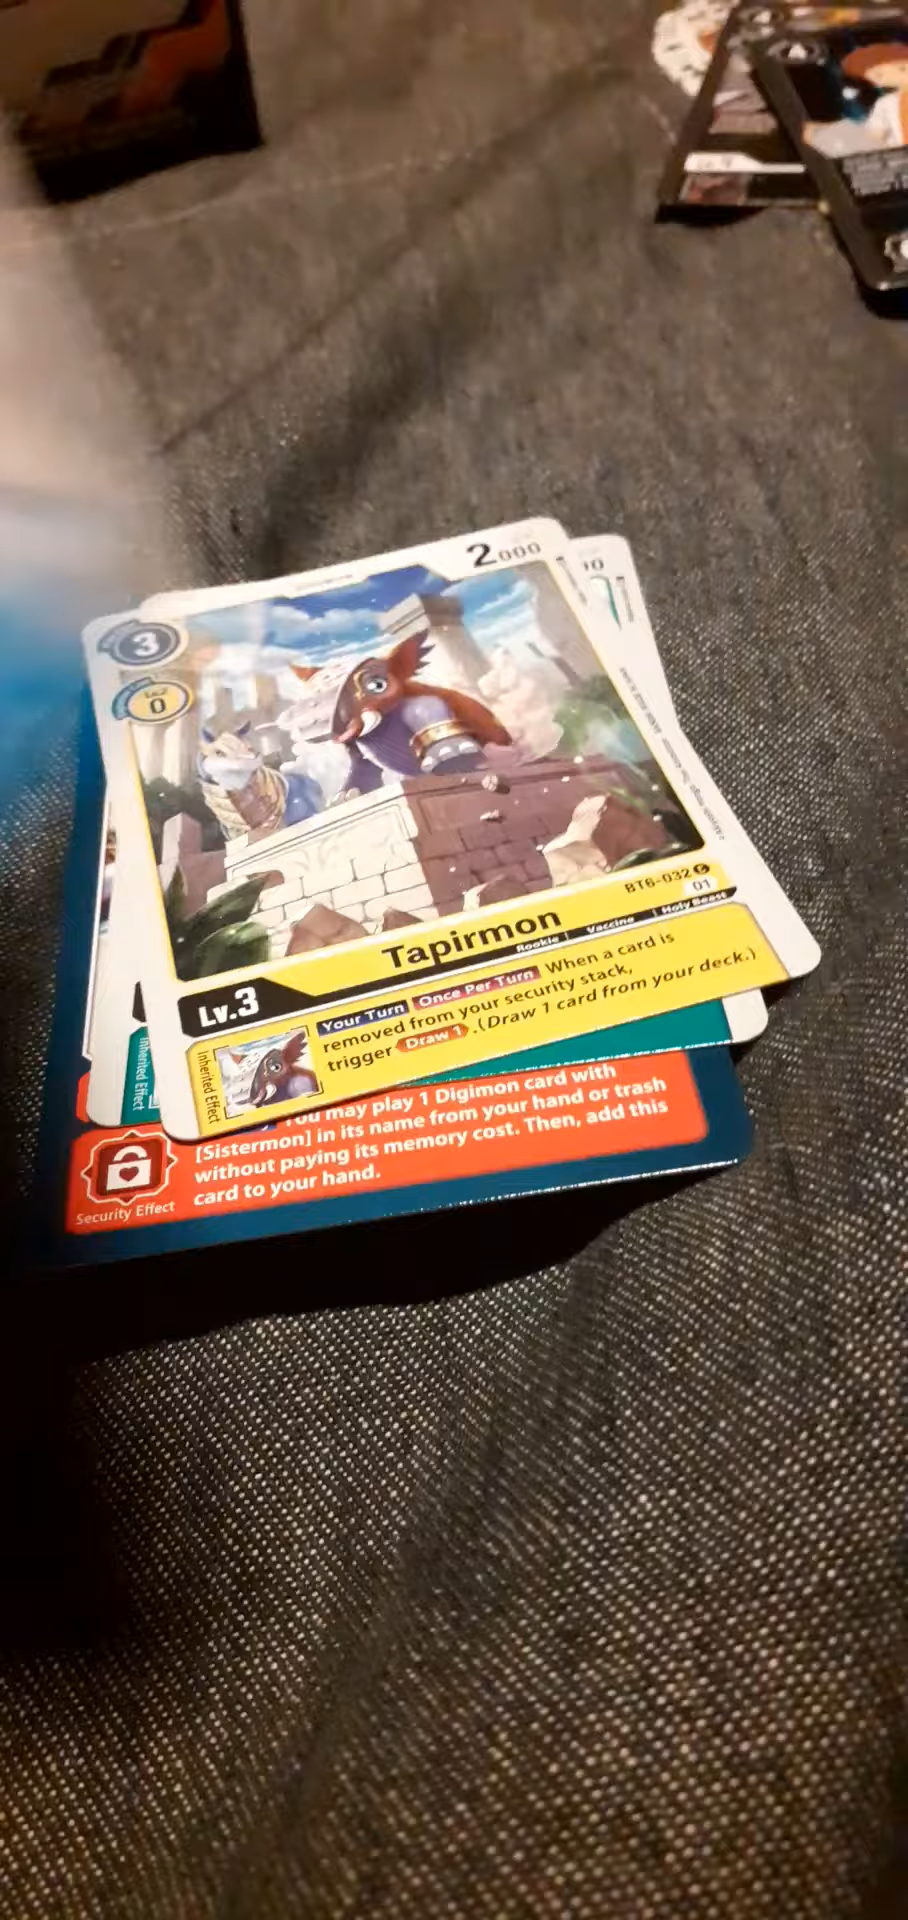 2000
3
Lv.2
0
BT6-032 C
01
Tapirmon
Rookie | Vaccine | Holy Beast
Lv.3
Your Turn Once Per Turn When a card is
removed from your security stack,
trigger Draw 1. (Draw 1 card from your deck.)
Inherited Effect
Inherited Effect
You may play 1 Digimon card with
[Sistermon] in its name from your hand or trash
without paying its memory cost. Then, add this
card to your hand.
Security Effect